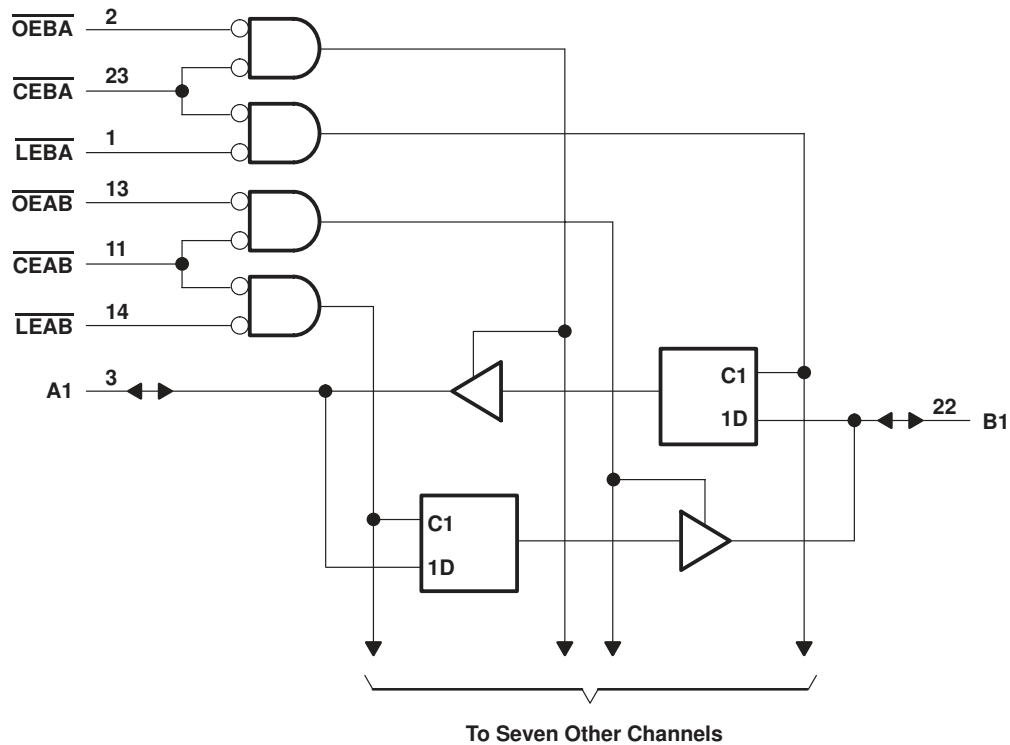 OEBA 2
CEBA 23
LEBA 1
OEAB 13
CEAB 11
LEAB 14
A1 3
C1
1D
22 B1
C1
1D
To Seven Other Channels